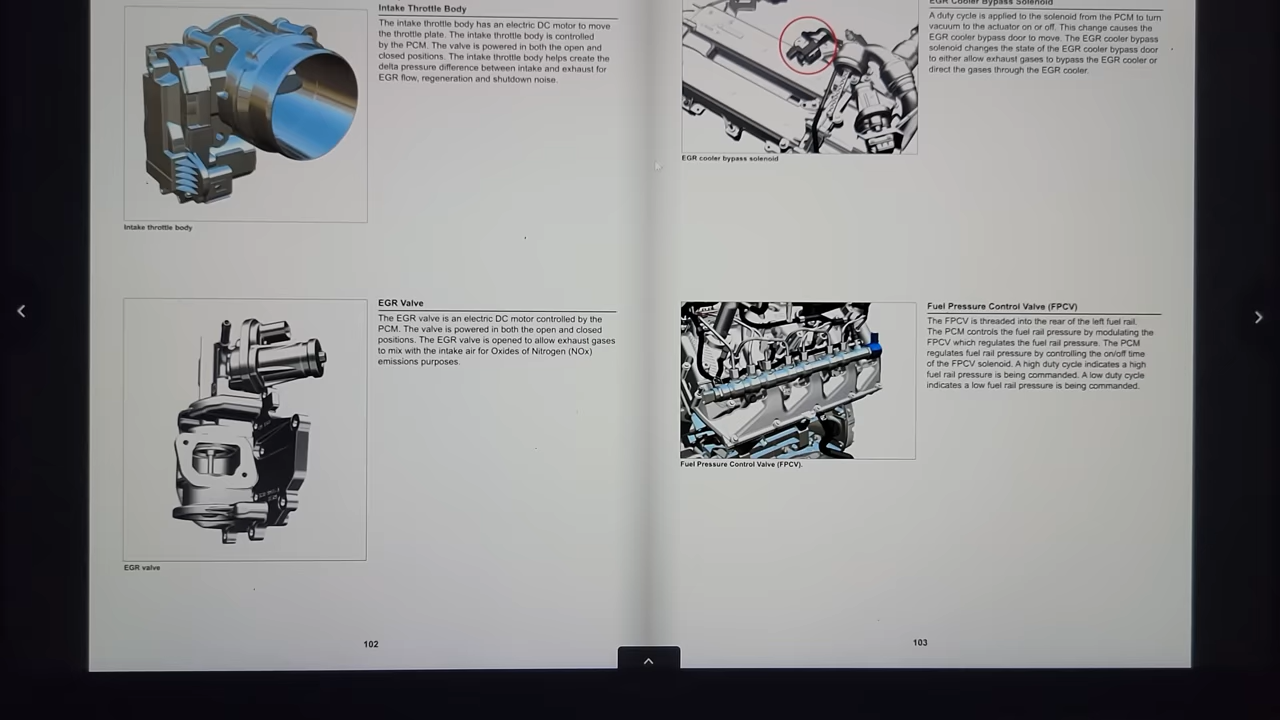 Intake Throttle Body
The intake throttle body has an electric DC motor to move
the throttle plate. The intake throttle body is controlled
by the PCM. The valve is powered in both the open and
closed positions. The intake throttle body helps create the
delta pressure difference between intake and exhaust for
EGR flow, regeneration and shutdown noise.
Intake throttle body
EGR Valve
The EGR valve is an electric DC motor controlled by the
PCM. The valve is powered in both the open and closed
positions. The EGR valve is opened to allow exhaust gases
to mix with the intake air for Oxides of Nitrogen (NOx)
emissions purposes.
EGR valve
102
EGR Cooler Bypass Solenoid
A duty cycle is applied to the solenoid from the PCM to turn
vacuum to the actuator on or off. This change causes the
EGR cooler bypass door to move. The EGR cooler bypass
solenoid changes the state of the EGR cooler bypass door
to either allow exhaust gases to bypass the EGR cooler or
direct the gases through the EGR cooler.
EGR cooler bypass solenoid
Fuel Pressure Control Valve (FPCV)
The FPCV is threaded into the rear of the left fuel rail.
The PCM controls the fuel rail pressure by modulating the
FPCV which regulates the fuel rail pressure. The PCM
regulates fuel rail pressure by controlling the on/off time
of the FPCV solenoid. A high duty cycle indicates a high
fuel rail pressure is being commanded. A low duty cycle
indicates a low fuel rail pressure is being commanded.
Fuel Pressure Control Valve (FPCV).
103